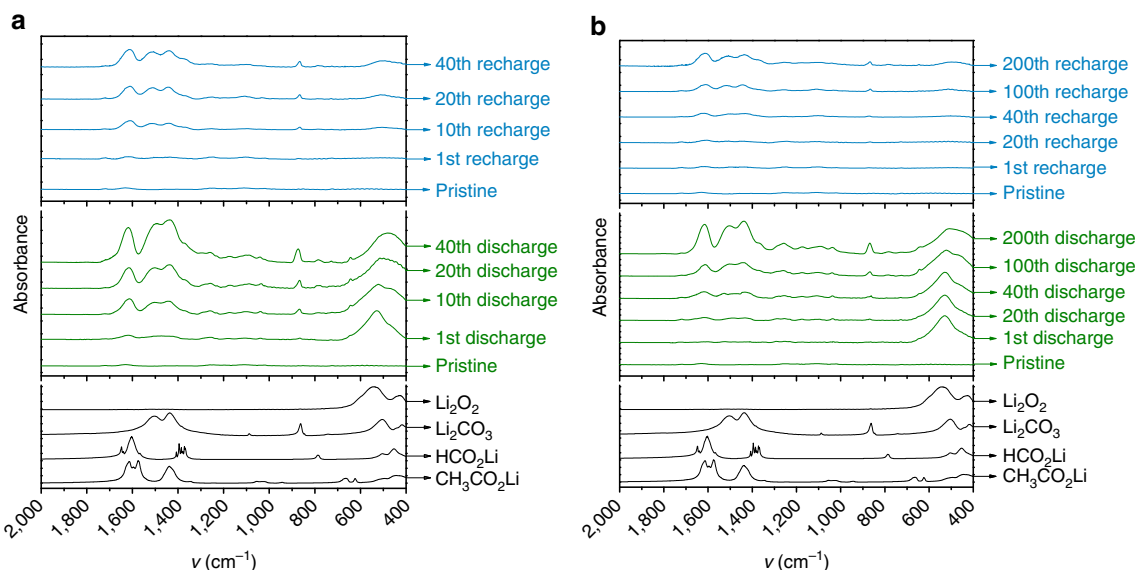 a
40th recharge
20th recharge
10th recharge
1st recharge
Pristine
Absorbance
40th discharge
20th discharge
10th discharge
1st discharge
Pristine
Li₂O₂
Li₂CO₃
HCO₂Li
CH₃CO₂Li
2,000 1,800 1,600 1,400 1,200 1,000 800 600 400
v (cm⁻¹)
b
200th recharge
100th recharge
40th recharge
20th recharge
1st recharge
Pristine
Absorbance
200th discharge
100th discharge
40th discharge
20th discharge
1st discharge
Pristine
Li₂O₂
Li₂CO₃
HCO₂Li
CH₃CO₂Li
2,000 1,800 1,600 1,400 1,200 1,000 800 600 400
v (cm⁻¹)